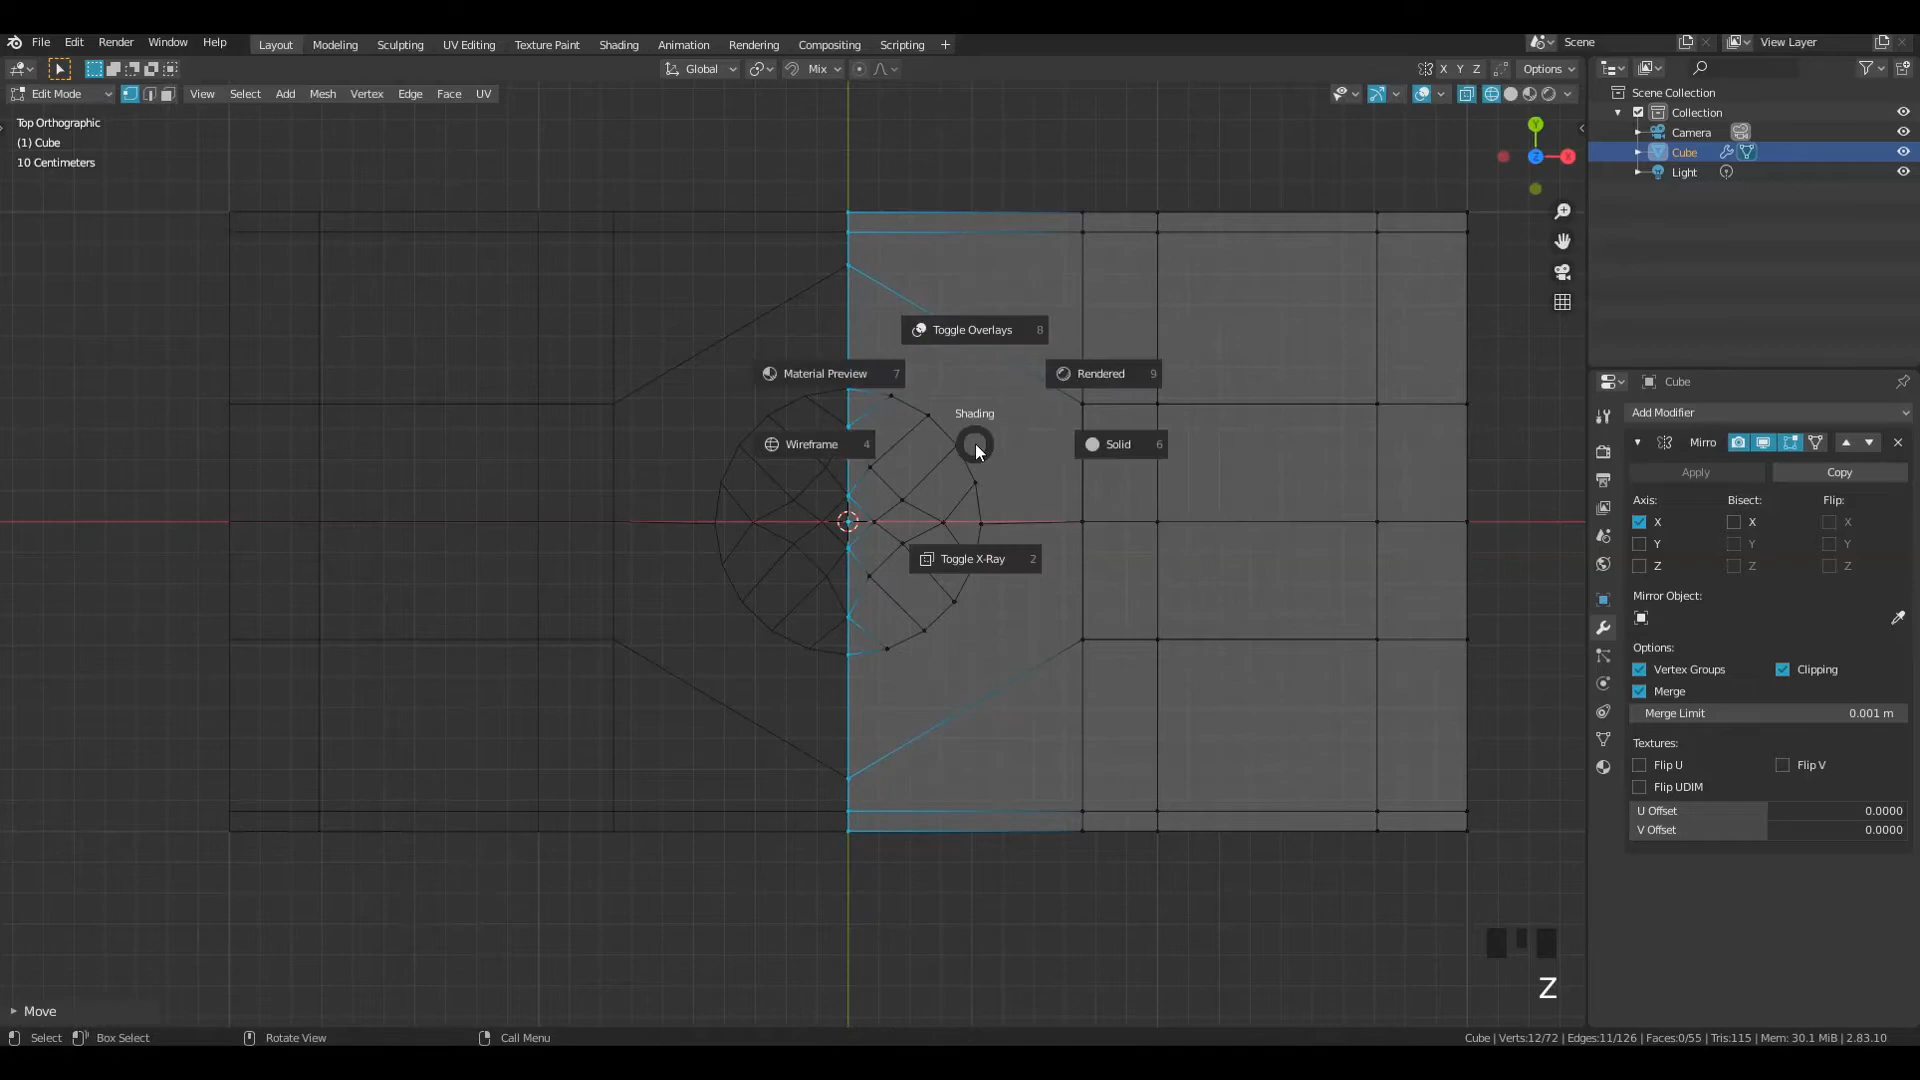 File Edit Render Window Help
Layout Modeling Sculpting UV Editing Texture Paint Shading Animation Rendering Compositing Scripting +
Scene
View Layer
Global
Mix
X Y Z
Options
Edit Mode
View Select Add Mesh Vertex Edge Face UV
Top Orthographic
(1) Cube
10 Centimeters
Y
Z
X
Scene Collection
Collection
Camera
Cube
Light
Toggle Overlays 8
Material Preview 7
Rendered 9
Shading
Wireframe 4
Solid 6
Toggle X-Ray 2
Cube
Add Modifier
Mirro
Apply
Copy
Axis: Bisect: Flip:
X X X
Y Y Y
Z Z Z
Mirror Object:
Options:
Vertex Groups
Clipping
Merge
Merge Limit 0.001 m
Textures:
Flip U
Flip V
Flip UDIM
U Offset 0.0000
V Offset 0.0000
Z
Move
Select
Box Select
Rotate View
Call Menu
Cube | Verts:12/72 | Edges:11/126 | Faces:0/55 | Tris:115 | Mem: 30.1 MiB | 2.83.10